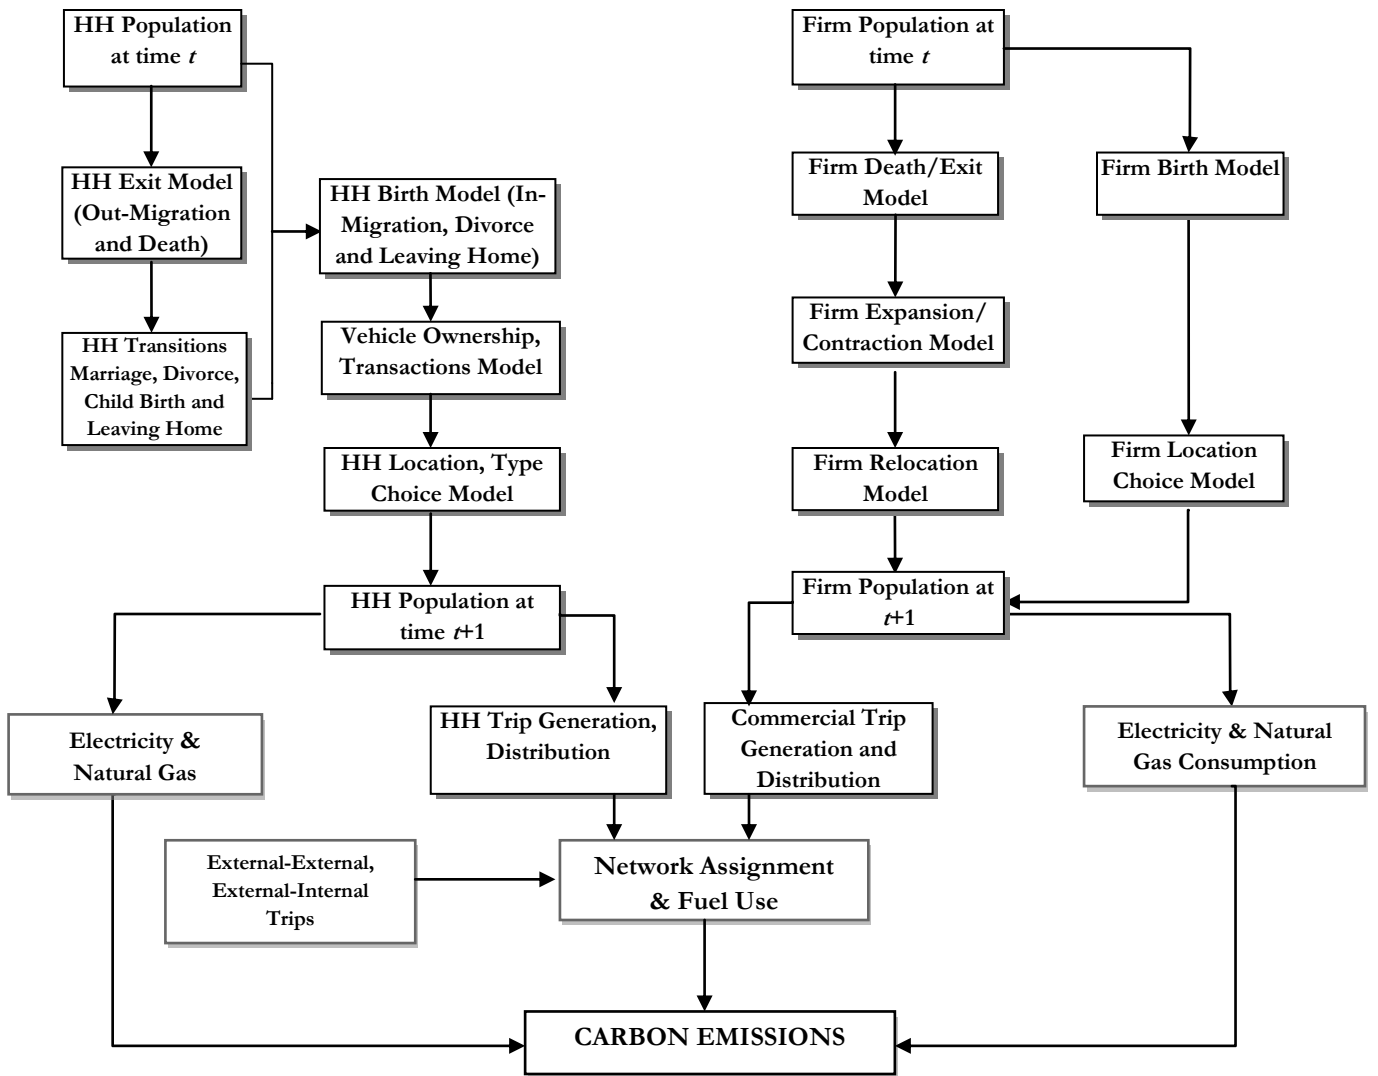 HH Population
at time t
Firm Population at
time t
HH Exit Model
(Out-Migration
and Death)
HH Birth Model (In-
Migration, Divorce
and Leaving Home)
Firm Death/Exit
Model
Firm Birth Model
HH Transitions
Marriage, Divorce,
Child Birth and
Leaving Home
Vehicle Ownership,
Transactions Model
Firm Expansion/
Contraction Model
HH Location, Type
Choice Model
Firm Relocation
Model
Firm Location
Choice Model
HH Population at
time t+1
Firm Population at
t+1
Electricity &
Natural Gas
HH Trip Generation,
Distribution
Commercial Trip
Generation and
Distribution
Electricity & Natural
Gas Consumption
External-External,
External-Internal
Trips
Network Assignment
& Fuel Use
CARBON EMISSIONS